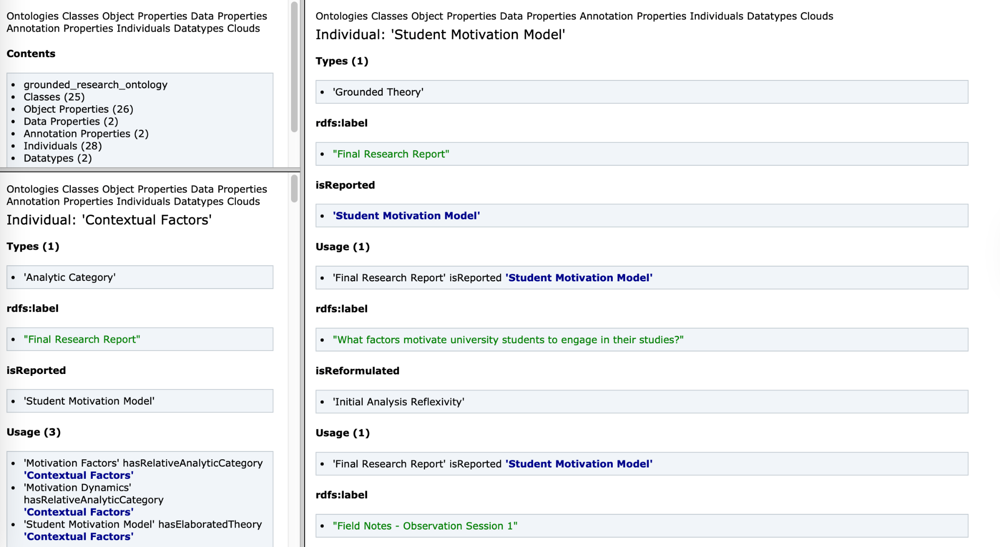 Ontologies Classes Object Properties Data Properties
Annotation Properties Individuals Datatypes Clouds
Contents
• grounded_research_ontology
• Classes (25)
• Object Properties (26)
• Data Properties (2)
• Annotation Properties (2)
• Individuals (28)
• Datatypes (2)
Ontologies Classes Object Properties Data Properties
Annotation Properties Individuals Datatypes Clouds
Individual: 'Contextual Factors'
Types (1)
• 'Analytic Category'
rdfs:label
• "Final Research Report"
isReported
• 'Student Motivation Model'
Usage (3)
• 'Motivation Factors' hasRelativeAnalyticCategory
'Contextual Factors'
• 'Motivation Dynamics'
hasRelativeAnalyticCategory
'Contextual Factors'
• 'Student Motivation Model' hasElaboratedTheory
'Contextual Factors'
Ontologies Classes Object Properties Data Properties Annotation Properties Individuals Datatypes Clouds
Individual: 'Student Motivation Model'
Types (1)
• 'Grounded Theory'
rdfs:label
• "Final Research Report"
isReported
• 'Student Motivation Model'
Usage (1)
• 'Final Research Report' isReported 'Student Motivation Model'
rdfs:label
• "What factors motivate university students to engage in their studies?"
isReformulated
• 'Initial Analysis Reflexivity'
Usage (1)
• 'Final Research Report' isReported 'Student Motivation Model'
rdfs:label
• "Field Notes - Observation Session 1"